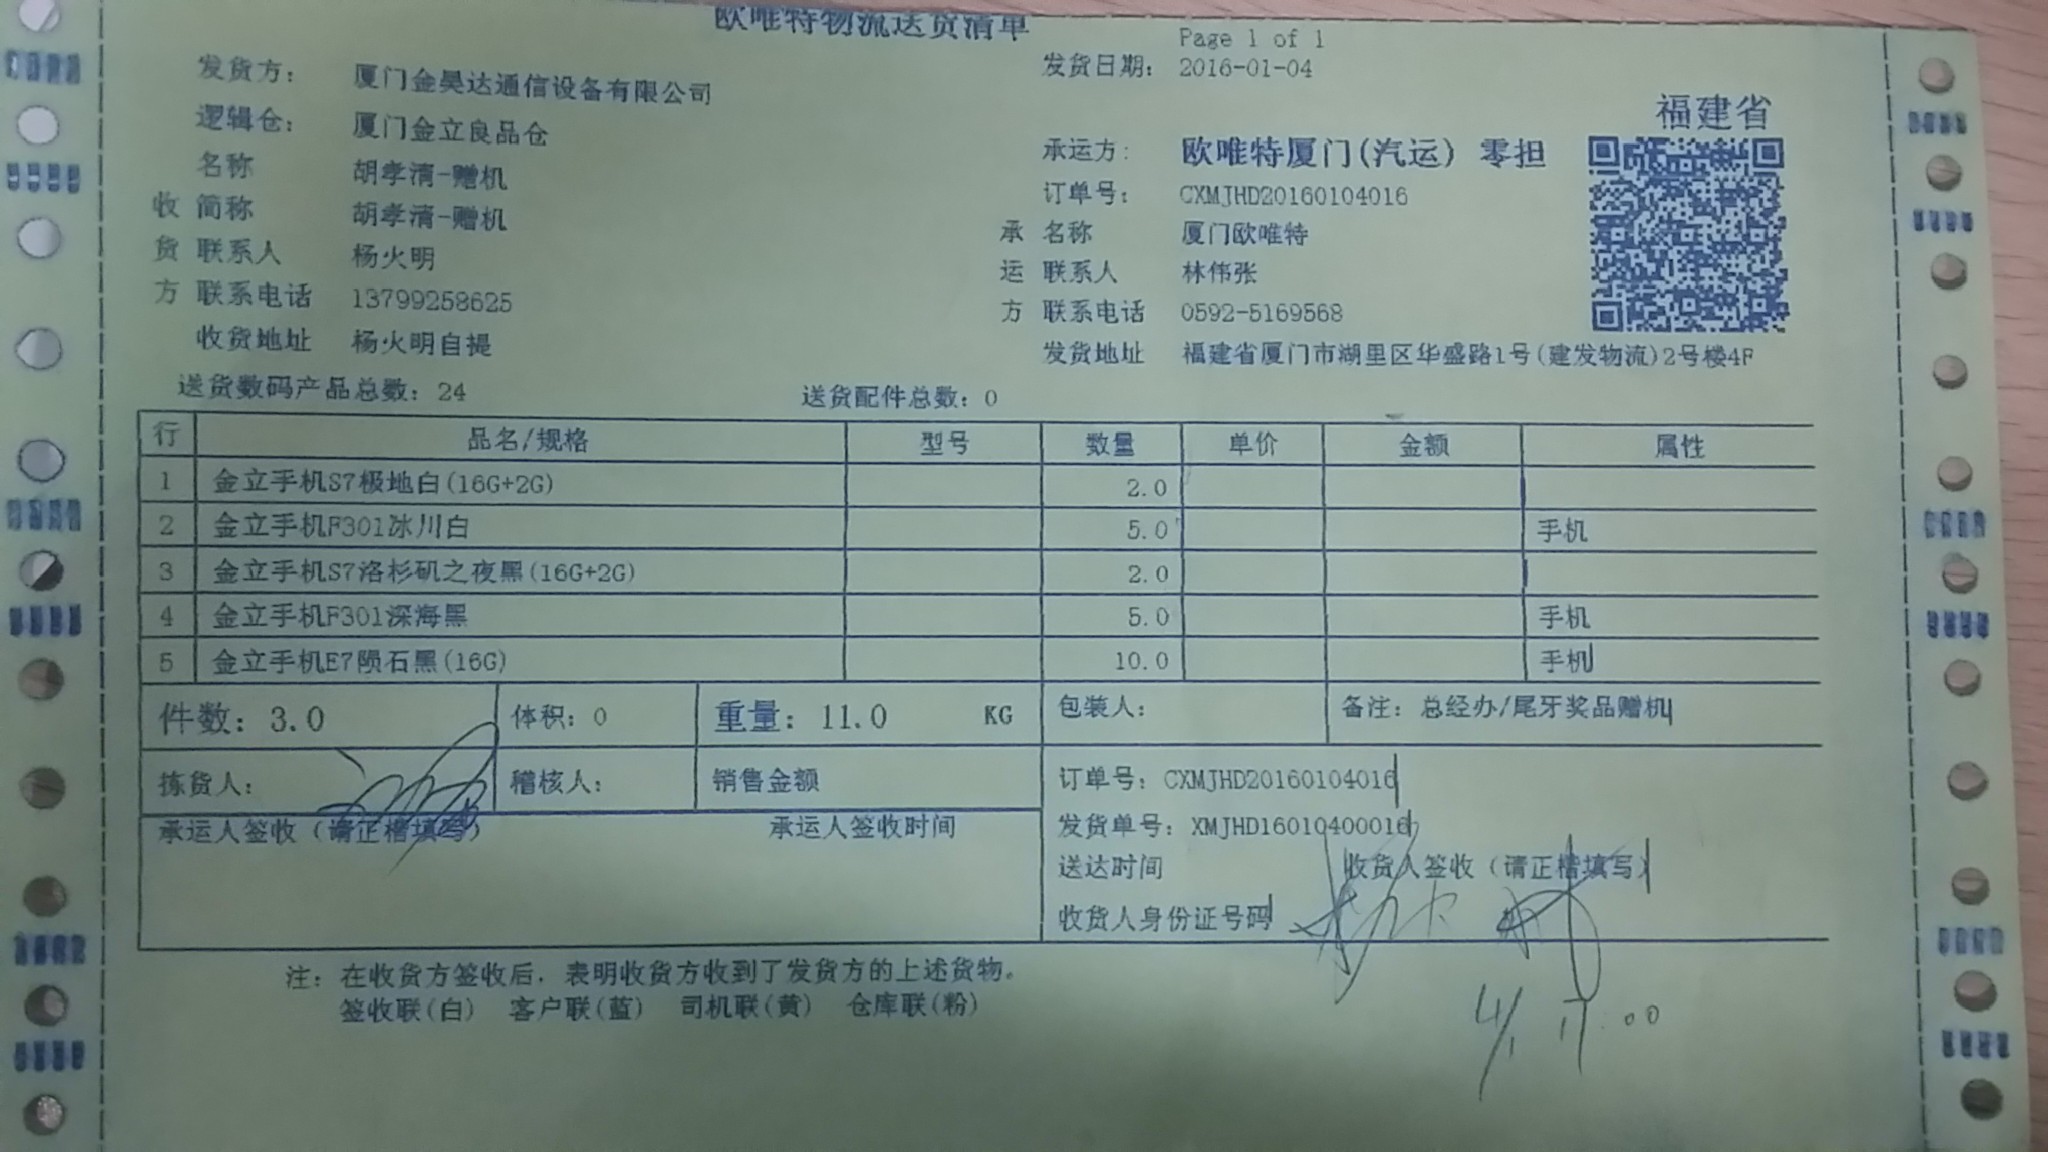 欧唯特物流送货清单
Page 1 of 1
发货方： 厦门金昊达通信设备有限公司 发货日期： 2016-01-04
福建省
逻辑仓： 厦门金立良品仓 承运方： 欧唯特厦门(汽运) 零担
名称 胡孝清-赠机 订单号： CXMJHD20160104016
收 简称 胡孝清-赠机 承 名称 厦门欧唯特
货 联系人 杨火明 运 联系人 林伟张
方 联系电话 13799258625 方 联系电话 0592-5169568
收货地址 杨火明自提 发货地址 福建省厦门市湖里区华盛路1号(建发物流)2号楼4F
送货数码产品总数：24 送货配件总数：0
行 品名/规格 型号 数量 单价 金额 属性
1 金立手机S7极地白(16G+2G) 2.0
2 金立手机F301冰川白 5.0 手机
3 金立手机S7洛杉矶之夜黑(16G+2G) 2.0
4 金立手机F301深海黑 5.0 手机
5 金立手机E7陨石黑(16G) 10.0 手机
件数：3.0 体积：0 重量：11.0 KG 包装人： 备注：总经办/尾牙奖品赠机
拣货人： 稽核人： 销售金额 订单号：CXMJHD20160104016
承运人签收（请正楷填写） 承运人签收时间 发货单号：XMJHD16010400016
送达时间 收货人签收（请正楷填写）
收货人身份证号码
注：在收货方签收后，表明收货方收到了发货方的上述货物。
签收联(白) 客户联(蓝) 司机联(黄) 仓库联(粉)